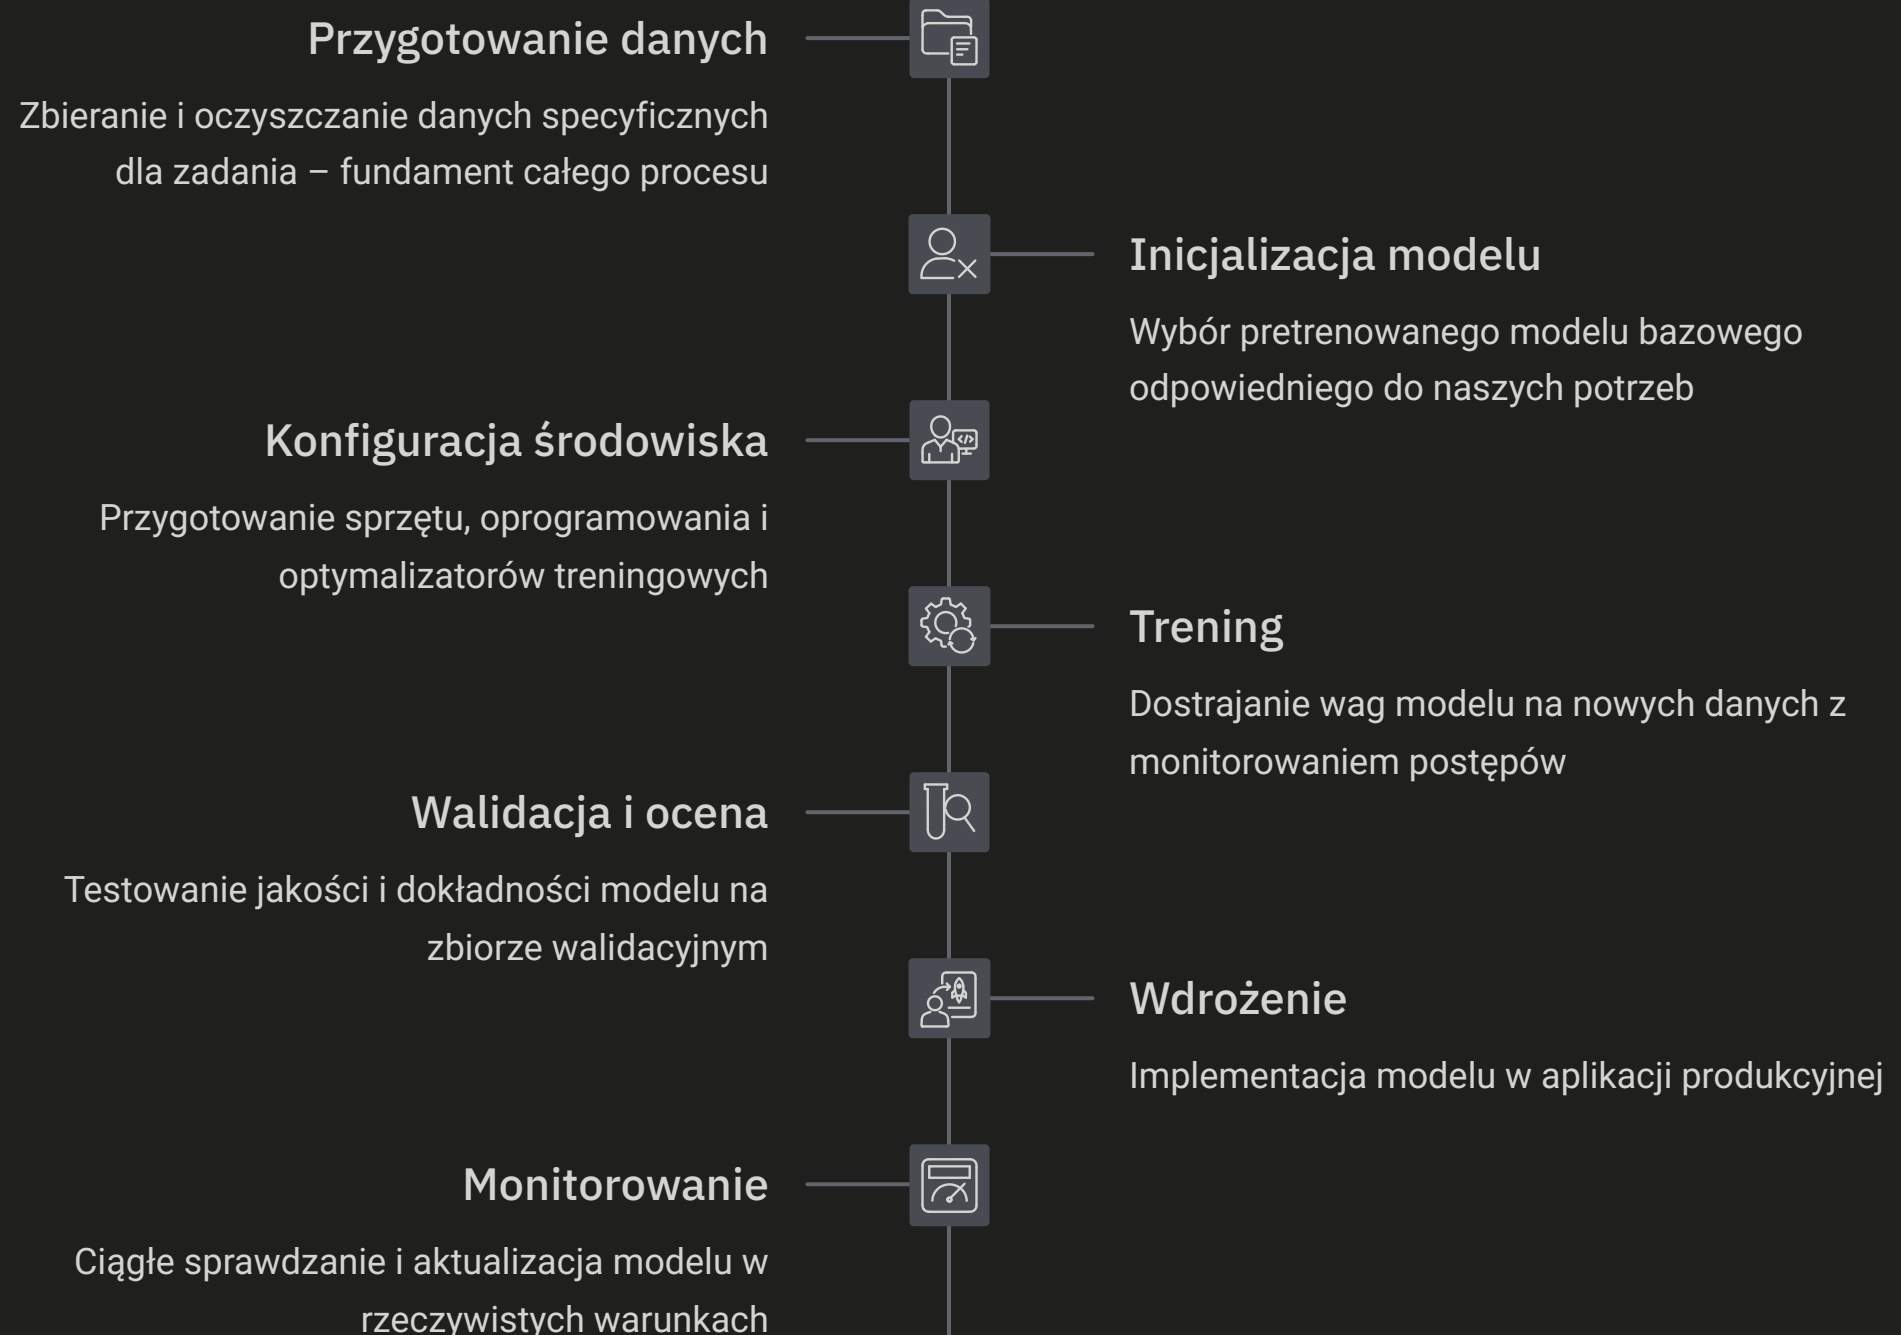 Przygotowanie danych
Zbieranie i oczyszczanie danych specyficznych
dla zadania – fundament całego procesu
Inicjalizacja modelu
Wybór pretrenowanego modelu bazowego
odpowiedniego do naszych potrzeb
Konfiguracja środowiska
Przygotowanie sprzętu, oprogramowania i
optymalizatorów treningowych
Trening
Dostrajanie wag modelu na nowych danych z
monitorowaniem postępów
Walidacja i ocena
Testowanie jakości i dokładności modelu na
zbiorze walidacyjnym
Wdrożenie
Implementacja modelu w aplikacji produkcyjnej
Monitorowanie
Ciągłe sprawdzanie i aktualizacja modelu w
rzeczywistych warunkach